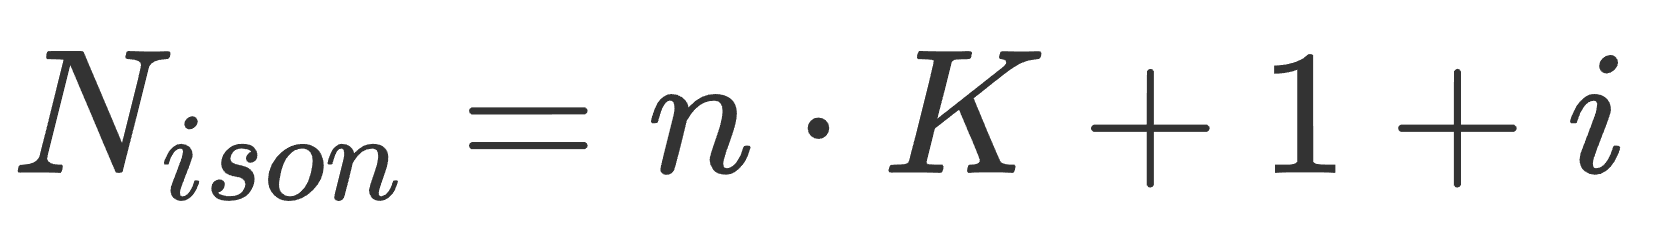 N_{ison} = n · K + 1 + i